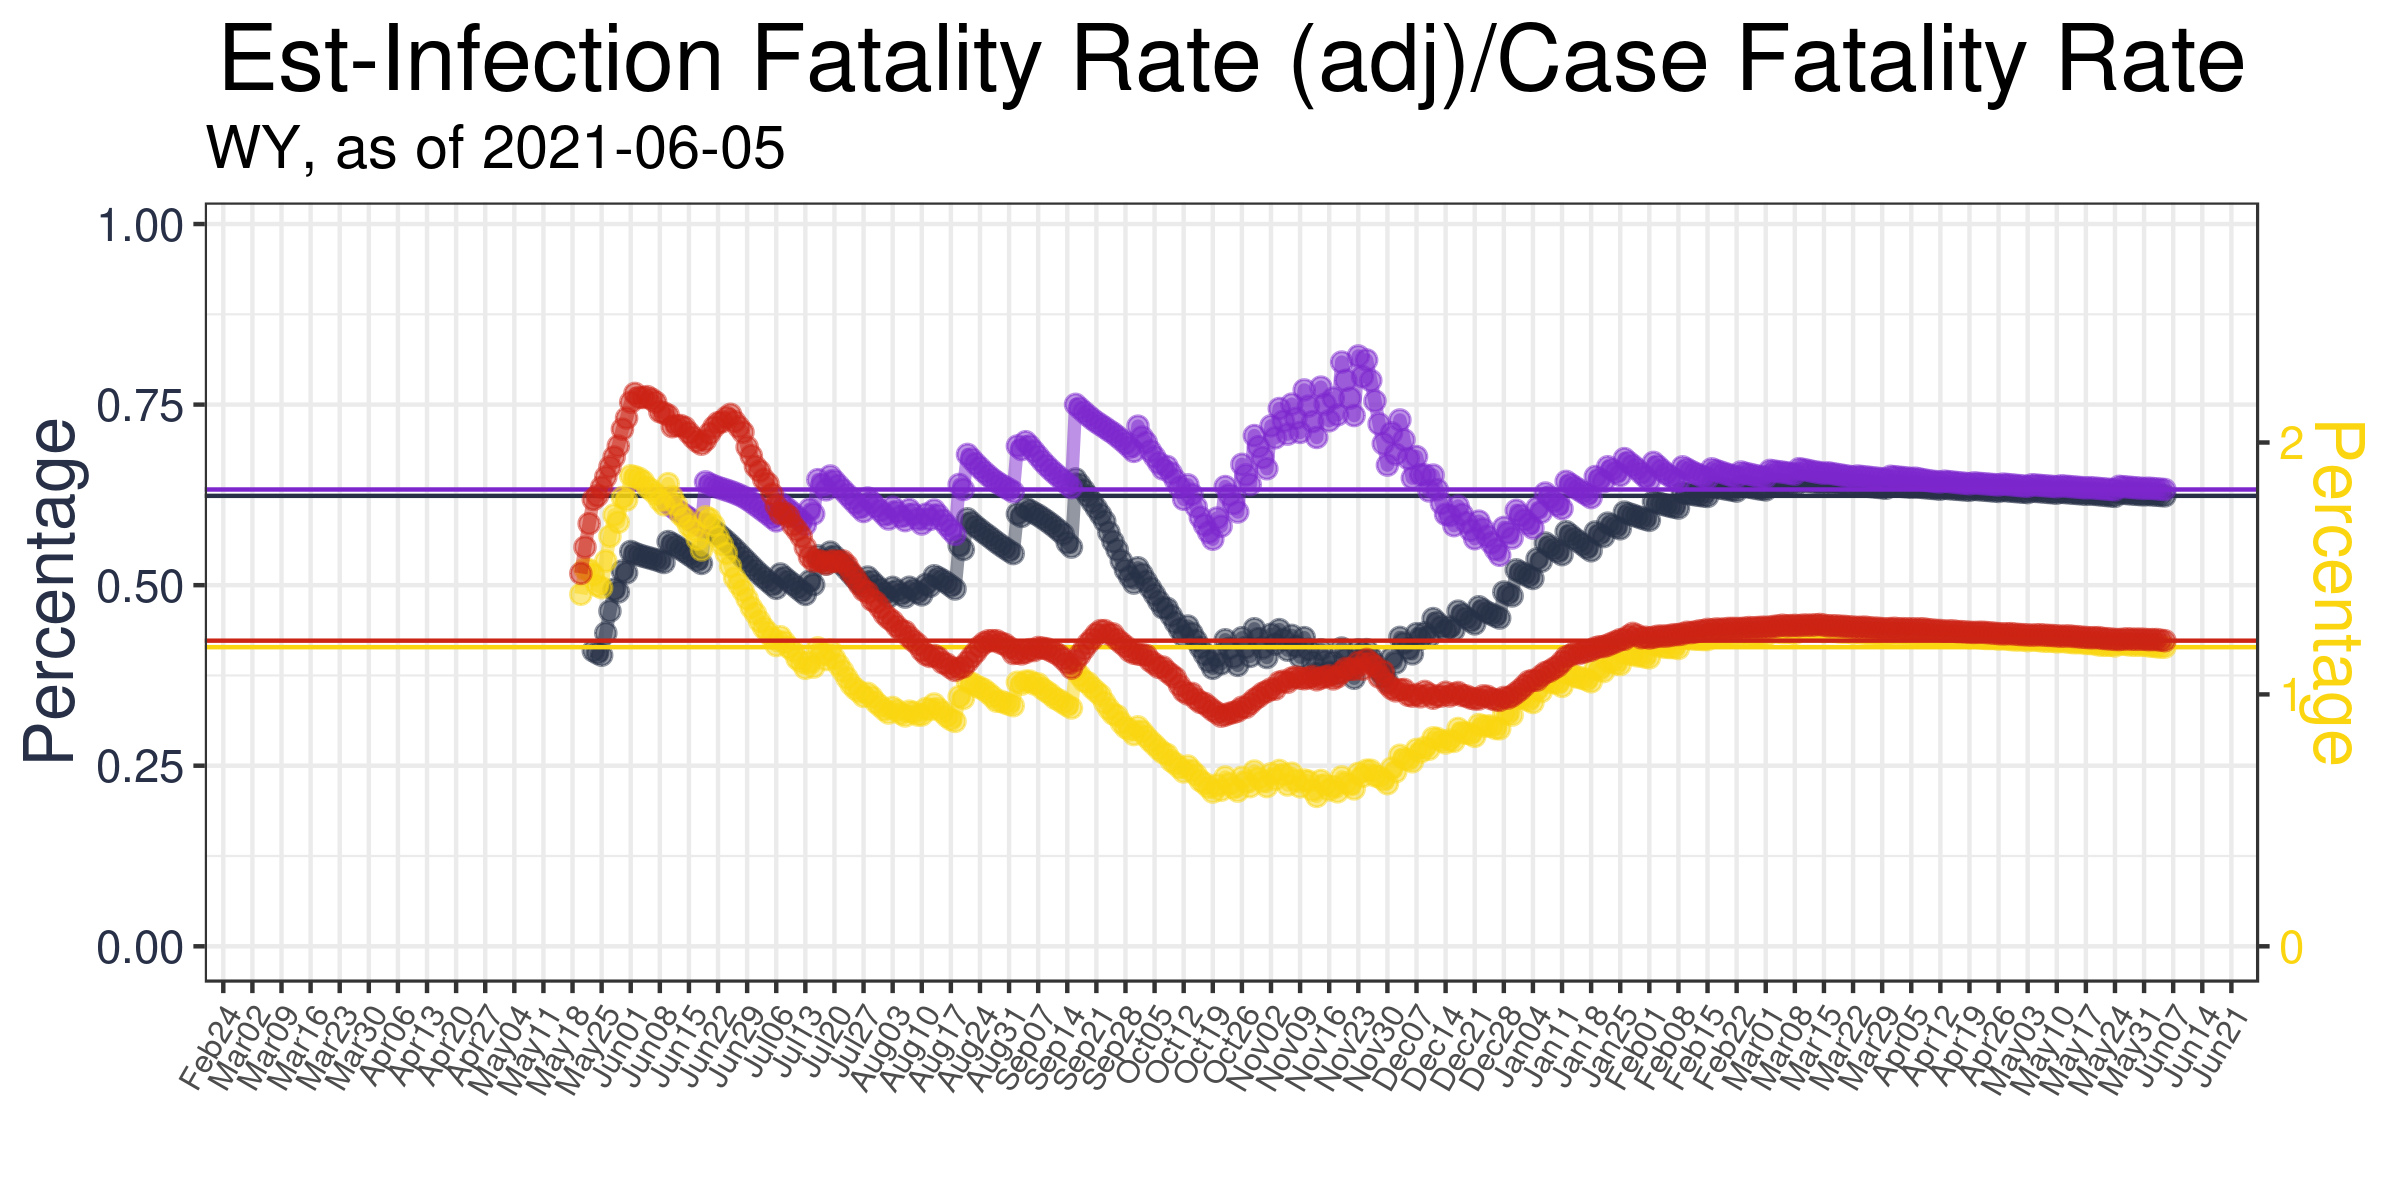 Est-Infection Fatality Rate (adj)/Case Fatality Rate
WY, as of 2021-06-05
Percentage
1.00
0.75
0.50
0.25
0.00
2
1
0
Percentage
Feb24
Mar02
Mar09
Mar16
Mar23
Mar30
Apr06
Apr13
Apr20
Apr27
May04
May11
May18
May25
Jun01
Jun08
Jun15
Jun22
Jun29
Jul06
Jul13
Jul20
Jul27
Aug03
Aug10
Aug17
Aug24
Aug31
Sep07
Sep14
Sep21
Sep28
Oct05
Oct12
Oct19
Oct26
Nov02
Nov09
Nov16
Nov23
Nov30
Dec07
Dec14
Dec21
Dec28
Jan04
Jan11
Jan18
Jan25
Feb01
Feb08
Feb15
Feb22
Mar01
Mar08
Mar15
Mar22
Mar29
Apr05
Apr12
Apr19
Apr26
May03
May10
May17
May24
May31
Jun07
Jun14
Jun21